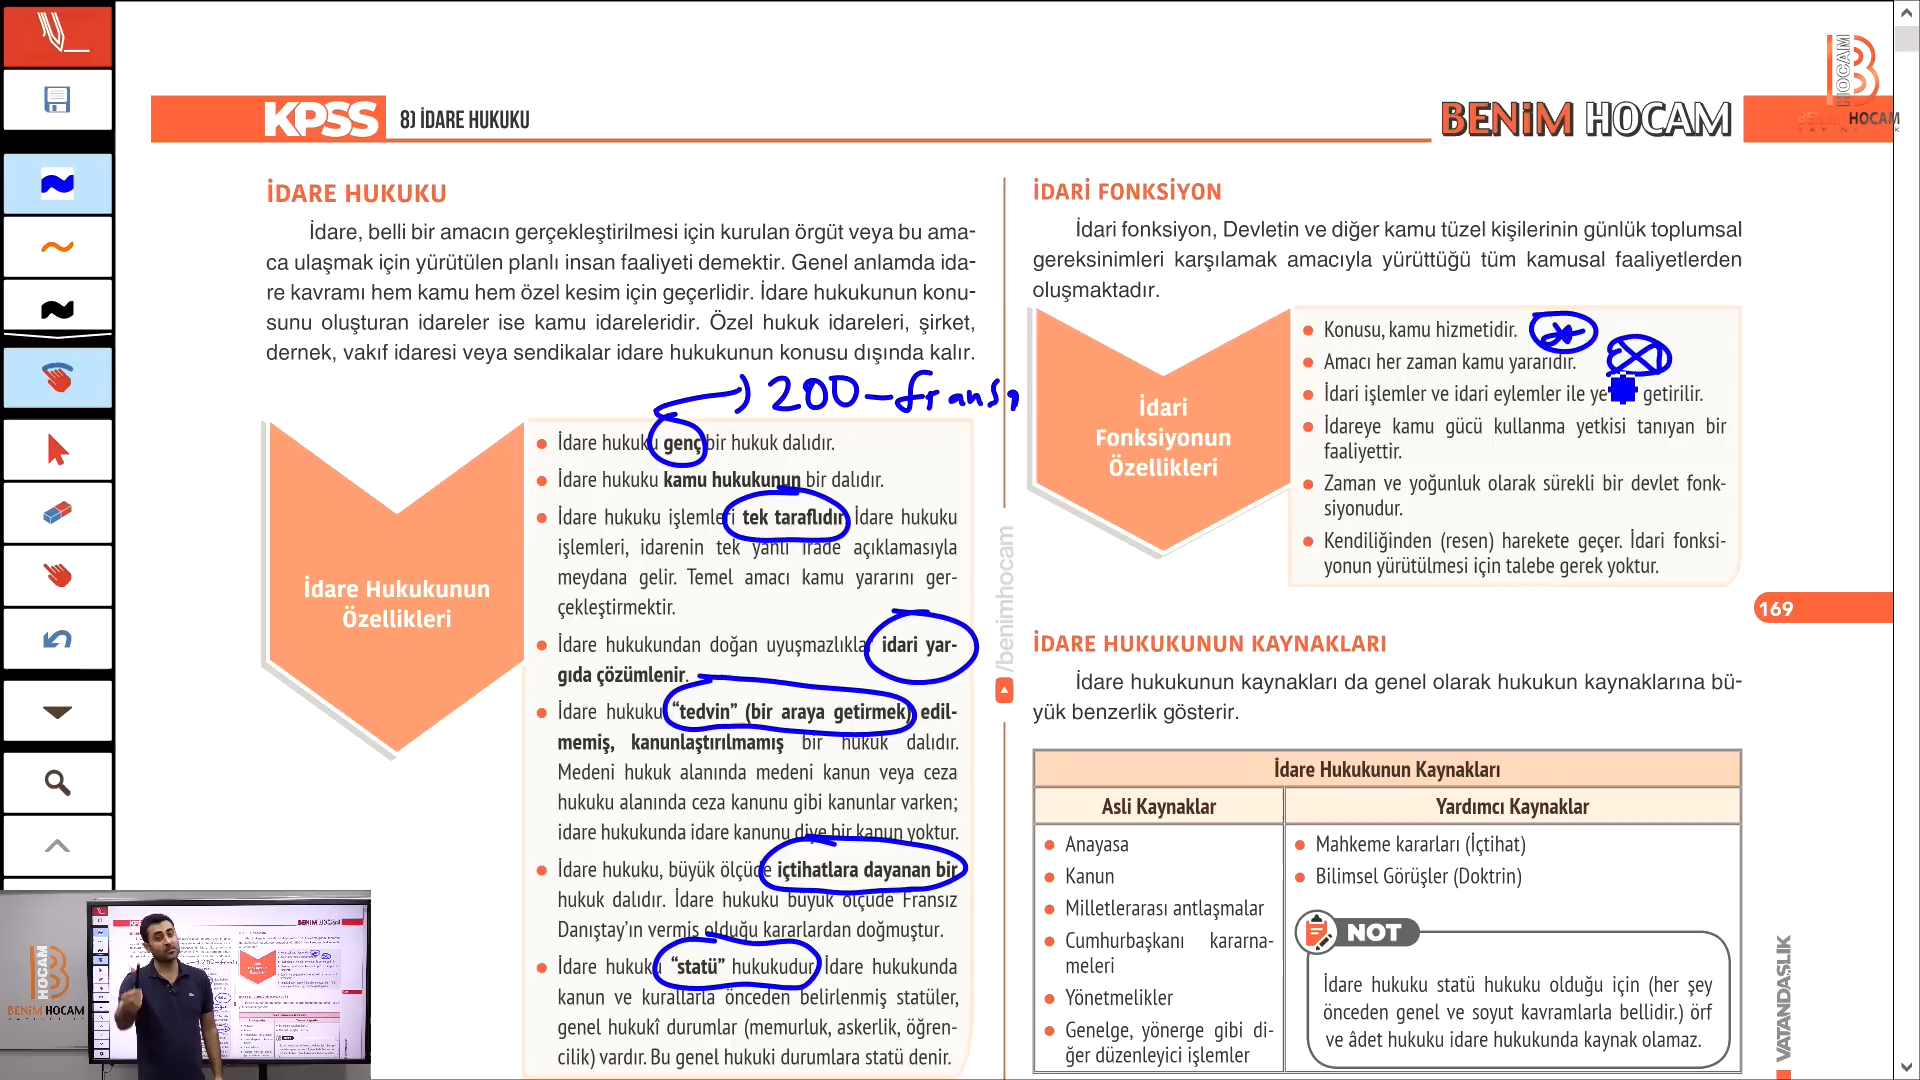 KPSS
8) İDARE HUKUKU
BENİM HOCAM
HOCAM
BENİM HOCAM
YAYINCILIK
İDARE HUKUKU
İdare, belli bir amacın gerçekleştirilmesi için kurulan örgüt veya bu ama-
ca ulaşmak için yürütülen planlı insan faaliyeti demektir. Genel anlamda ida-
re kavramı hem kamu hem özel kesim için geçerlidir. İdare hukukunun konu-
sunu oluşturan idareler ise kamu idareleridir. Özel hukuk idareleri, şirket,
dernek, vakıf idaresi veya sendikalar idare hukukunun konusu dışında kalır.
200-Fransı
İdare Hukukunun
Özellikleri
İdare hukuku genç bir hukuk dalıdır.
İdare hukuku kamu hukukunun bir dalıdır.
İdare hukuku işlemleri tek taraflıdır. İdare hukuku
işlemleri, idarenin tek yanlı irade açıklamasıyla
meydana gelir. Temel amacı kamu yararını ger-
çekleştirmektir.
İdare hukukundan doğan uyuşmazlıklar idari yar-
gıda çözümlenir.
İdare hukuku "tedvin" (bir araya getirmek) edil-
memiş, kanunlaştırılmamış bir hukuk dalıdır.
Medeni hukuk alanında medeni kanun veya ceza
hukuku alanında ceza kanunu gibi kanunlar varken;
idare hukukunda idare kanunu diye bir kanun yoktur.
İdare hukuku, büyük ölçüde içtihatlara dayanan bir
hukuk dalıdır. İdare hukuku büyük ölçüde Fransız
Danıştay'ın vermiş olduğu kararlardan doğmuştur.
İdare hukuku "statü" hukukudur. İdare hukukunda
kanun ve kurallarla önceden belirlenmiş statüler,
genel hukukî durumlar (memurluk, askerlik, öğren-
cilik) vardır. Bu genel hukuki durumlara statü denir.
/benimhocam
İDARİ FONKSİYON
İdari fonksiyon, Devletin ve diğer kamu tüzel kişilerinin günlük toplumsal
gereksinimleri karşılamak amacıyla yürüttüğü tüm kamusal faaliyetlerden
oluşmaktadır.
İdari
Fonksiyonun
Özellikleri
Konusu, kamu hizmetidir.
Amacı her zaman kamu yararıdır.
İdari işlemler ve idari eylemler ile ye getirilir.
İdareye kamu gücü kullanma yetkisi tanıyan bir
faaliyettir.
Zaman ve yoğunluk olarak sürekli bir devlet fonk-
siyonudur.
Kendiliğinden (resen) harekete geçer. İdari fonksi-
yonun yürütülmesi için talebe gerek yoktur.
169
İDARE HUKUKUNUN KAYNAKLARI
İdare hukukunun kaynakları da genel olarak hukukun kaynaklarına bü-
yük benzerlik gösterir.
İdare Hukukunun Kaynakları
Asli Kaynaklar
Anayasa
Kanun
Milletlerarası antlaşmalar
Cumhurbaşkanı kararna-
meleri
Yönetmelikler
Genelge, yönerge gibi di-
ğer düzenleyici işlemler
Yardımcı Kaynaklar
Mahkeme kararları (İçtihat)
Bilimsel Görüşler (Doktrin)
NOT
İdare hukuku statü hukuku olduğu için (her şey
önceden genel ve soyut kavramlarla bellidir.) örf
ve âdet hukuku idare hukukunda kaynak olamaz.
VATANDAŞLIK
HOCAM
BENİM HOCAM